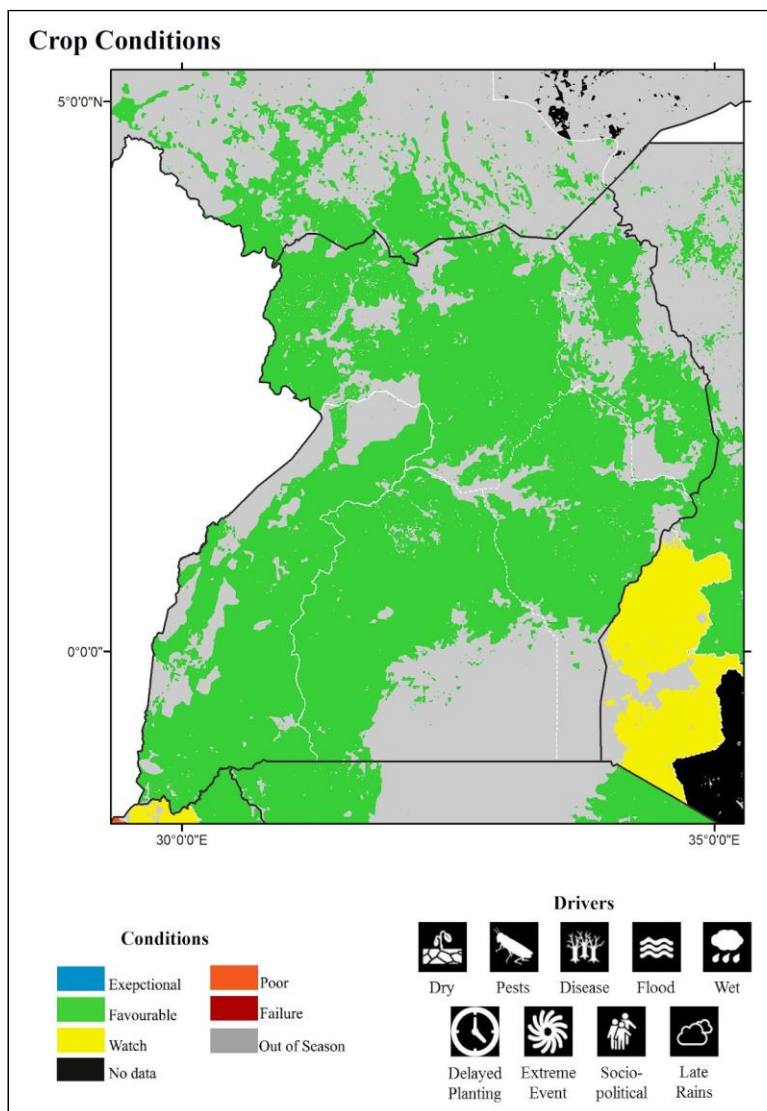 Crop Conditions
5°0'0"N
0°0'0"
30°0'0"E
35°0'0"E
Conditions
Exepctional
Favourable
Watch
No data
Poor
Failure
Out of Season
Drivers
Dry
Pests
Disease
Flood
Wet
Delayed
Planting
Extreme
Event
Socio-
political
Late
Rains